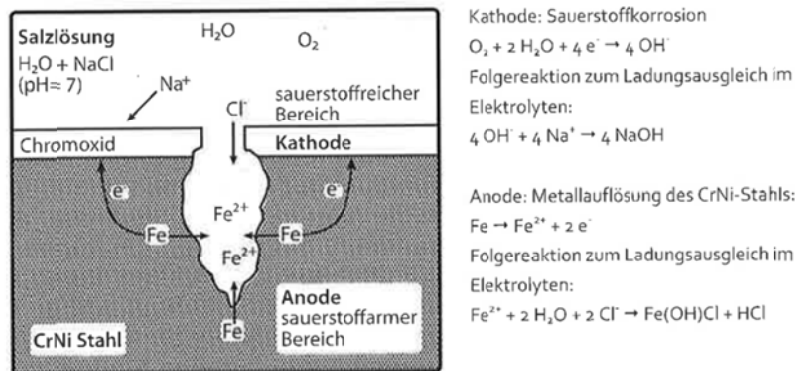 Salzlösung
H₂O + NaCl
(pH≈ 7)
Na⁺
H₂O
O₂
Cl⁻
sauerstoffreicher
Bereich
Chromoxid
Kathode
e⁻
e⁻
Fe²⁺
Fe
Fe
Fe²⁺
Fe
Anode
sauerstoffarmer
Bereich
CrNi Stahl
Kathode: Sauerstoffkorrosion
O₂ + 2 H₂O + 4 e⁻ → 4 OH⁻
Folgereaktion zum Ladungsausgleich im
Elektrolyten:
4 OH⁻ + 4 Na⁺ → 4 NaOH
Anode: Metallauflösung des CrNi-Stahls:
Fe → Fe²⁺ + 2 e⁻
Folgereaktion zum Ladungsausgleich im
Elektrolyten:
Fe²⁺ + 2 H₂O + 2 Cl⁻ → Fe(OH)Cl + HCl